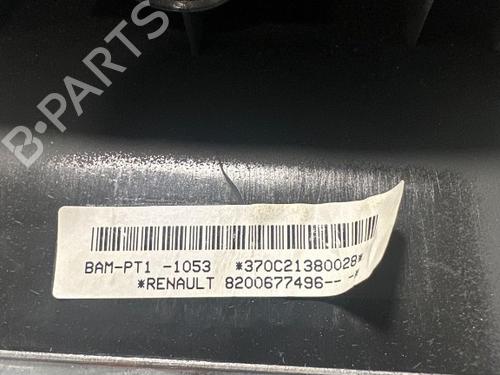 B-PARTS
BAM-PT1 -1053 *370C21380028*
*RENAULT 8200677496-- -*